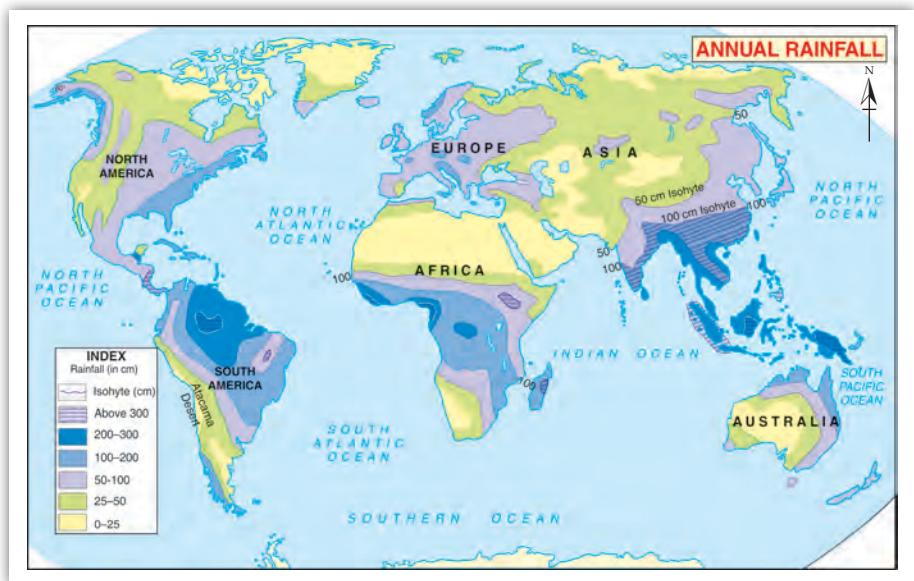 ANNUAL RAINFALL
N
50
EUROPE
ASIA
NORTH
AMERICA
50 cm Isohyte
100 cm Isohyte
100
NORTH
PACIFIC
OCEAN
NORTH
ATLANTIC
OCEAN
50
100
AFRICA
100
NORTH
PACIFIC
OCEAN
INDIAN OCEAN
SOUTH
AMERICA
100
SOUTH
PACIFIC
OCEAN
Atacama
Desert
AUSTRALIA
SOUTH
ATLANTIC
OCEAN
SOUTHERN OCEAN
INDEX
Rainfall (in cm)
Isohyte (cm)
Above 300
200–300
100–200
50-100
25–50
0–25